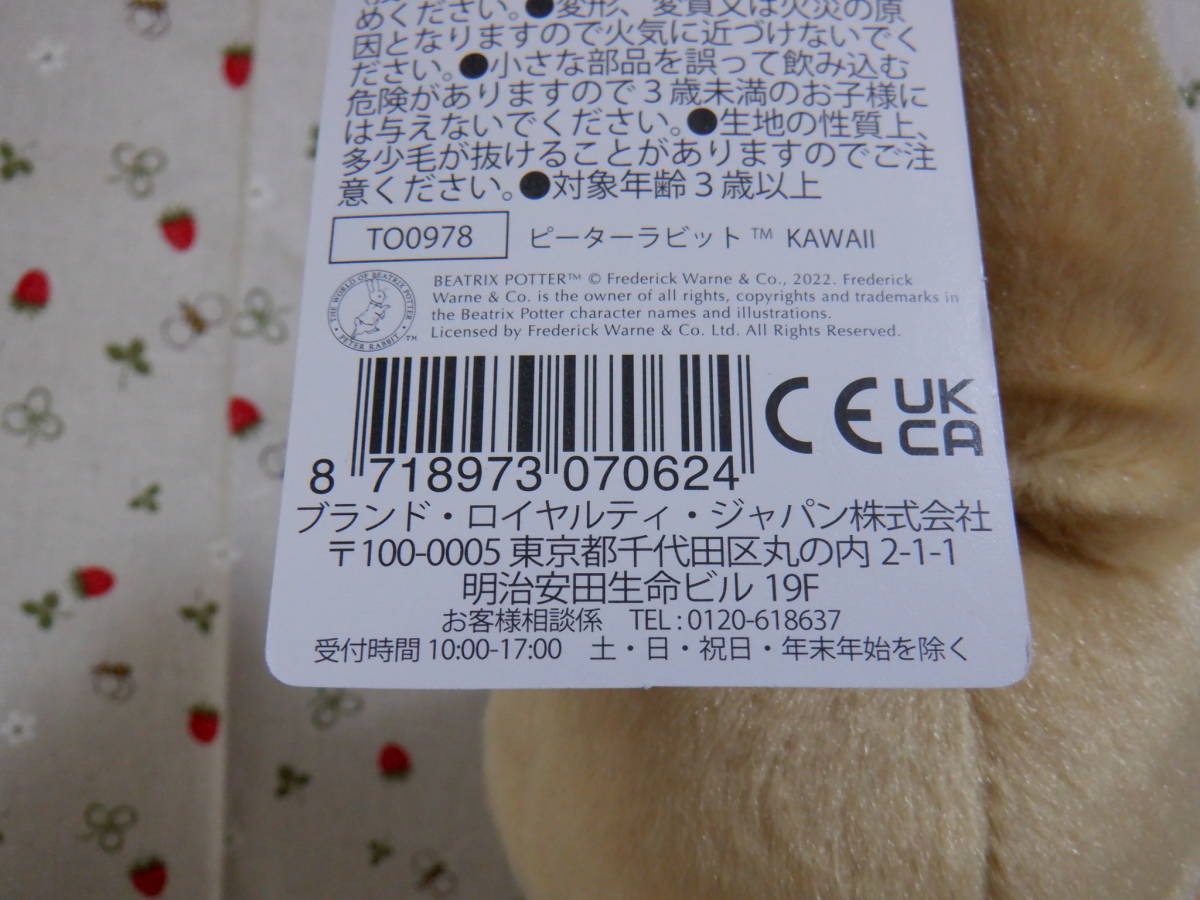 めください。●変形、変質又は火災の原
因となりますので火気に近づけないでく
ださい。●小さな部品を誤って飲み込む
危険がありますので3歳未満のお子様に
は与えないでください。●生地の性質上、
多少毛が抜けることがありますのでご注
意ください。●対象年齢3歳以上
TO0978 ピーターラビット™ KAWAII
THE WORLD OF BEATRIX POTTER
PETER RABBIT ™
BEATRIX POTTER™ © Frederick Warne & Co., 2022. Frederick
Warne & Co. is the owner of all rights, copyrights and trademarks in
the Beatrix Potter character names and illustrations.
Licensed by Frederick Warne & Co. Ltd. All Rights Reserved.
CE UK
CA
8 718973 070624
ブランド・ロイヤルティ・ジャパン株式会社
〒100-0005 東京都千代田区丸の内 2-1-1
明治安田生命ビル 19F
お客様相談係 TEL : 0120-618637
受付時間 10:00-17:00 土・日・祝日・年末年始を除く